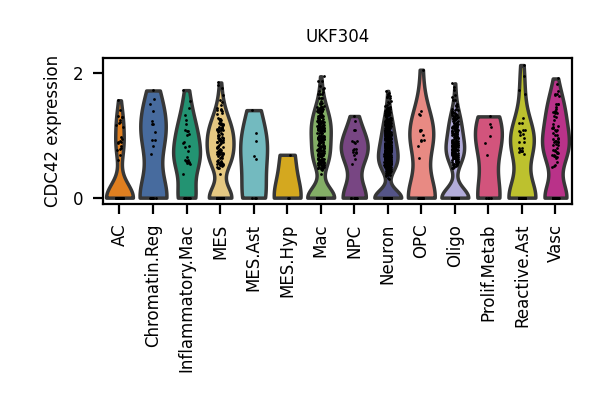 UKF304
CDC42 expression
2
0
AC
Chromatin.Reg
Inflammatory.Mac
MES
MES.Ast
MES.Hyp
Mac
NPC
Neuron
OPC
Oligo
Prolif.Metab
Reactive.Ast
Vasc